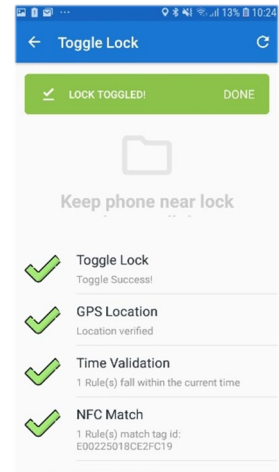 13% 10:24
Toggle Lock
LOCK TOGGLED! DONE
Keep phone near lock
Toggle Lock
Toggle Success!
GPS Location
Location verified
Time Validation
1 Rule(s) fall within the current time
NFC Match
1 Rule(s) match tag id:
E00225018CE2FC19